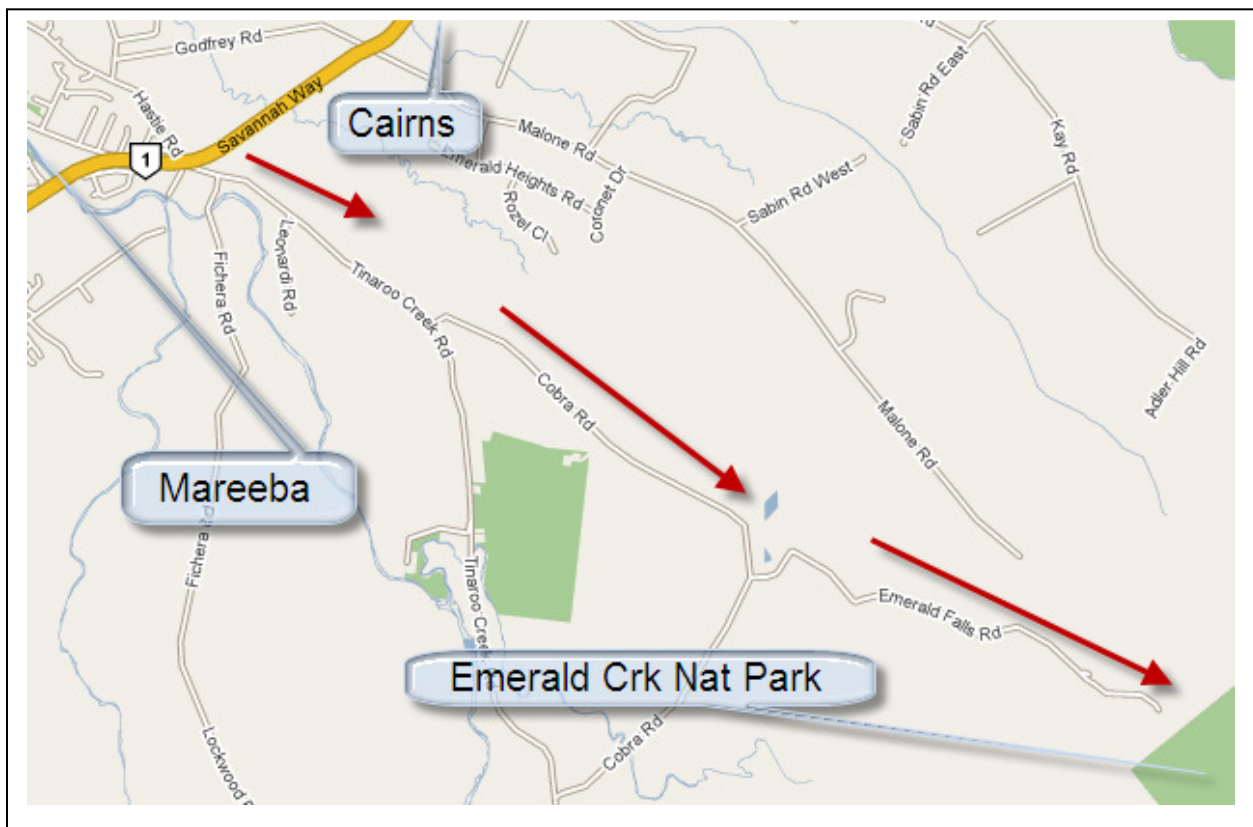 Godfrey Rd
Hastie Rd
Savannah Way
1
Cairns
Malone Rd
Emerald Heights Rd
Rozel Cl
Coronet Dr
Sabin Rd West
Sabin Rd East
Kay Rd
Adler Hill Rd
Leonardi Rd
Fichera Rd
Tinaroo Creek Rd
Cobra Rd
Malone Rd
Mareeba
Fichera Rd
Tinaroo Creek
Emerald Falls Rd
Emerald Crk Nat Park
Cobra Rd
Lockwood